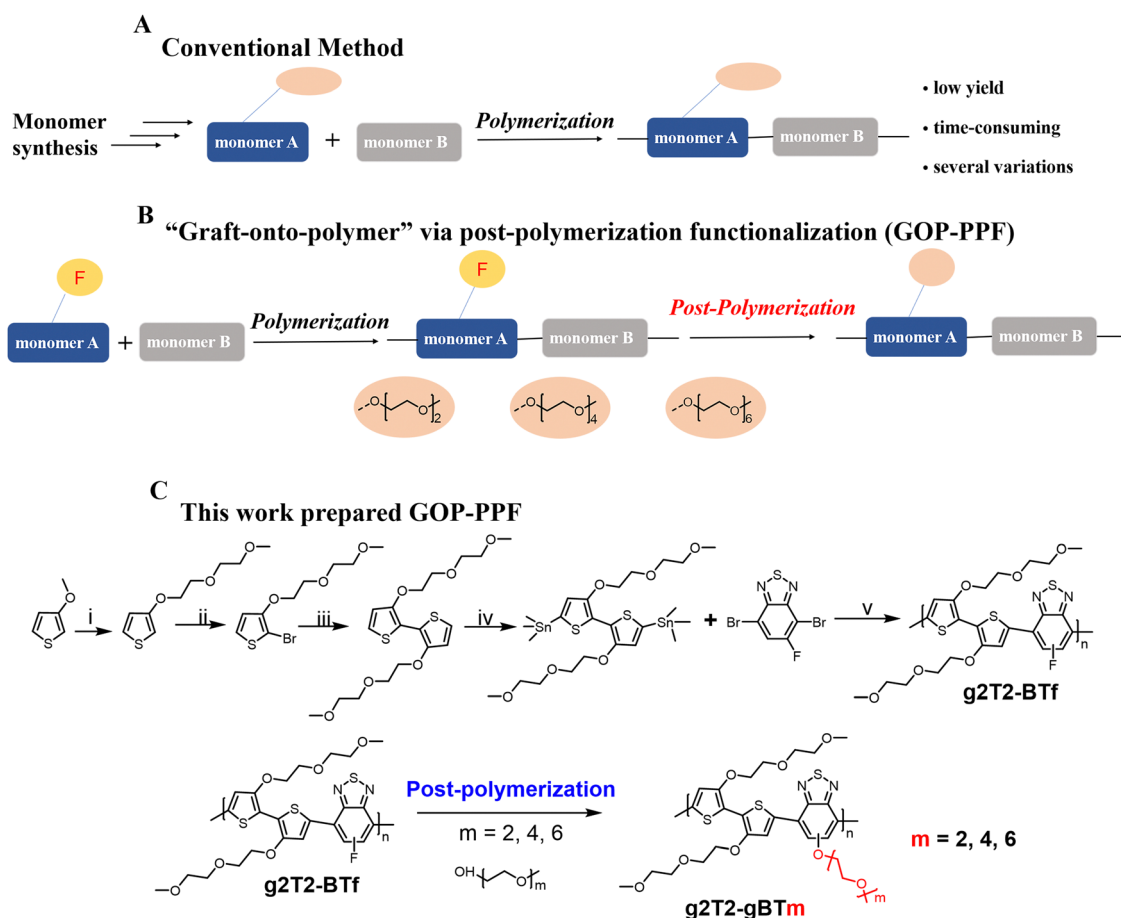 A
Conventional Method
Monomer
synthesis
monomer A
+
monomer B
Polymerization
monomer A
monomer B
• low yield
• time-consuming
• several variations
B
“Graft-onto-polymer” via post-polymerization functionalization (GOP-PPF)
F
monomer A
+
monomer B
Polymerization
F
monomer A
monomer B
Post-Polymerization
monomer A
monomer B
O O 2
O O 4
O O 6
C
This work prepared GOP-PPF
O S
i
O O O S
ii
O O O S Br
iii
O O O S S O O O
iv
O O O Sn S S Sn O O O
+
S N N Br Br F
v
O O O S S O O O N S N F n
g2T2-BTf
O O O S S O O O N S N F n
g2T2-BTf
Post-polymerization
m = 2, 4, 6
OH O m
O O O S S O O O N S N n O O m
g2T2-gBTm
m = 2, 4, 6